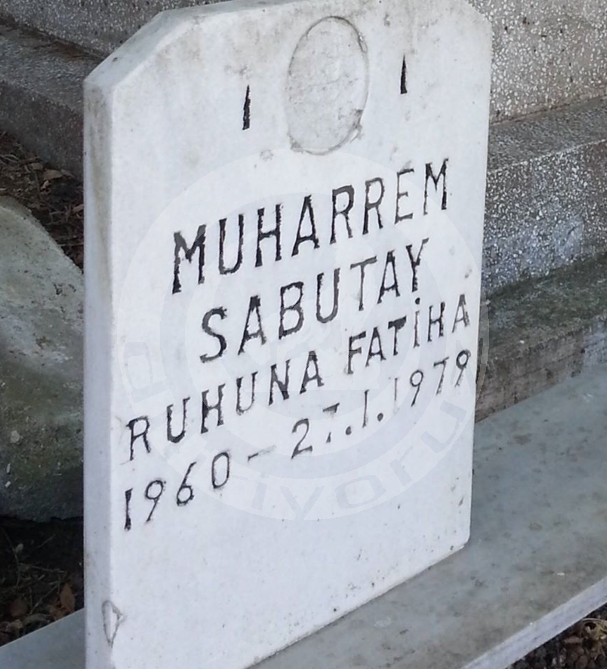 I I
MUHARREM
SABUTAY
RUHUNA FATİHA
1960 - 27.1.1979